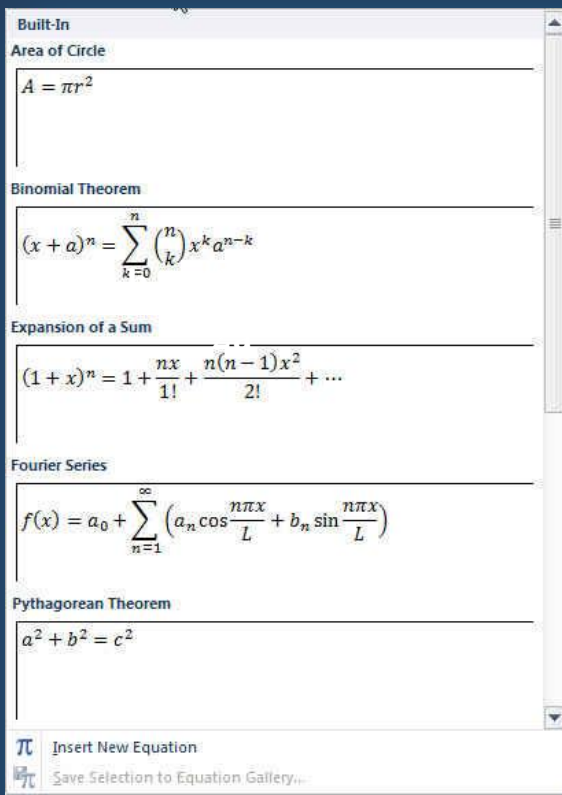 Built-In
Area of Circle
A = πr²
Binomial Theorem
(x + a)ⁿ = ∑_{k=0}^{n} (n k) xᵏaⁿ⁻ᵏ
Expansion of a Sum
(1 + x)ⁿ = 1 + nx/1! + n(n − 1)x²/2! + ⋯
Fourier Series
f(x) = a₀ + ∑_{n=1}^{∞} (aₙ cos nπx/L + bₙ sin nπx/L)
Pythagorean Theorem
a² + b² = c²
π Insert New Equation
π Save Selection to Equation Gallery...